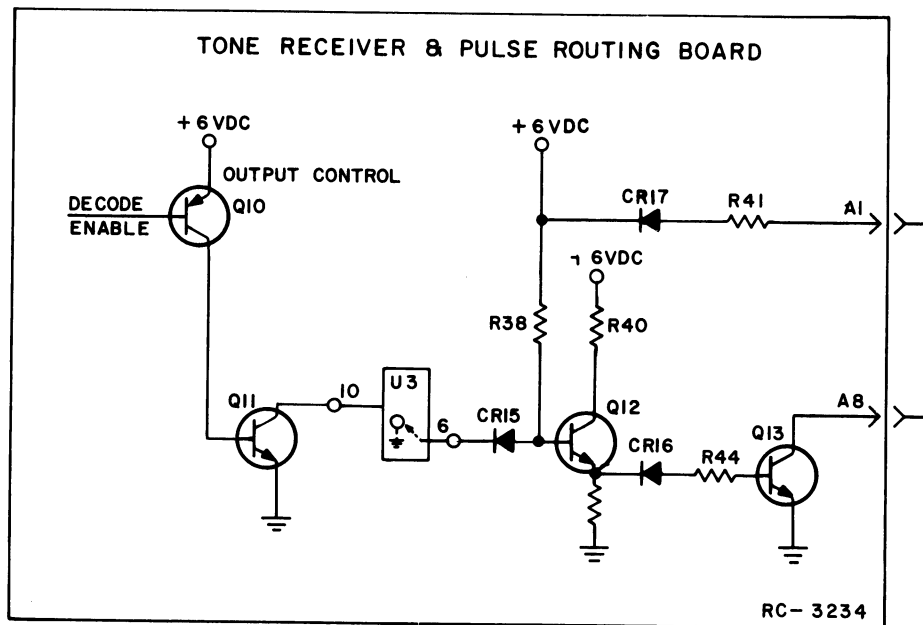 TONE RECEIVER & PULSE ROUTING BOARD
+6VDC
+6VDC
OUTPUT CONTROL
Q10
DECODE
ENABLE
CR17
R41
A1
6VDC
R38
R40
U3
Q11
10
6
CR15
Q12
CR16
R44
Q13
A8
RC-3234